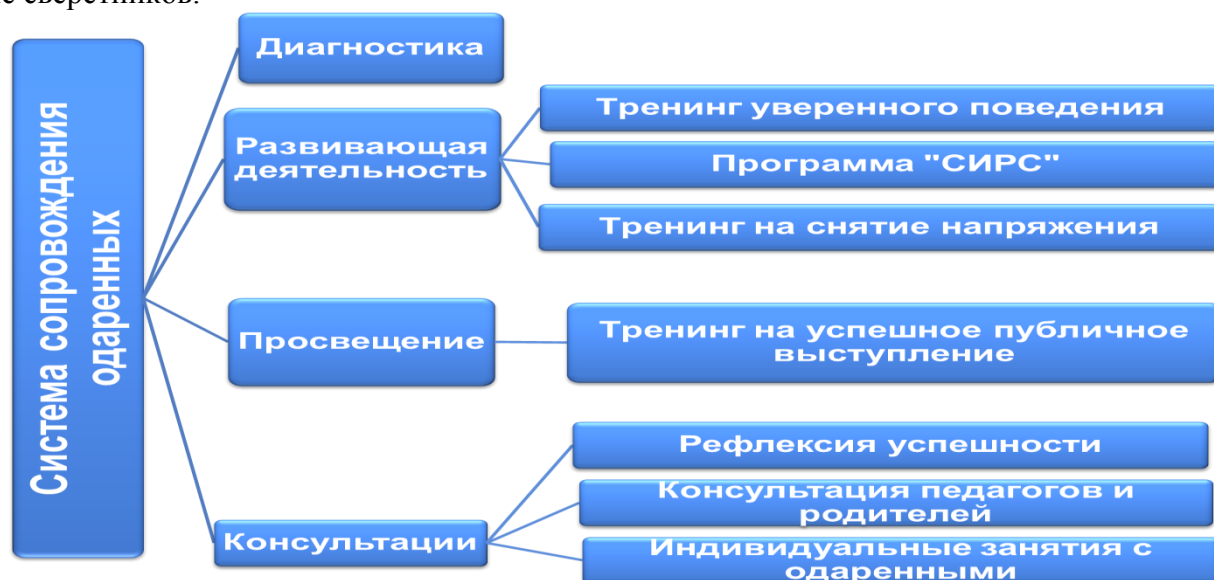 сверстников.
Система сопровождения
одаренных
Диагностика
Развивающая
деятельность
Тренинг уверенного поведения
Программа "СИРС"
Тренинг на снятие напряжения
Просвещение
Тренинг на успешное публичное
выступление
Консультации
Рефлексия успешности
Консультация педагогов и
родителей
Индивидуальные занятия с
одаренными